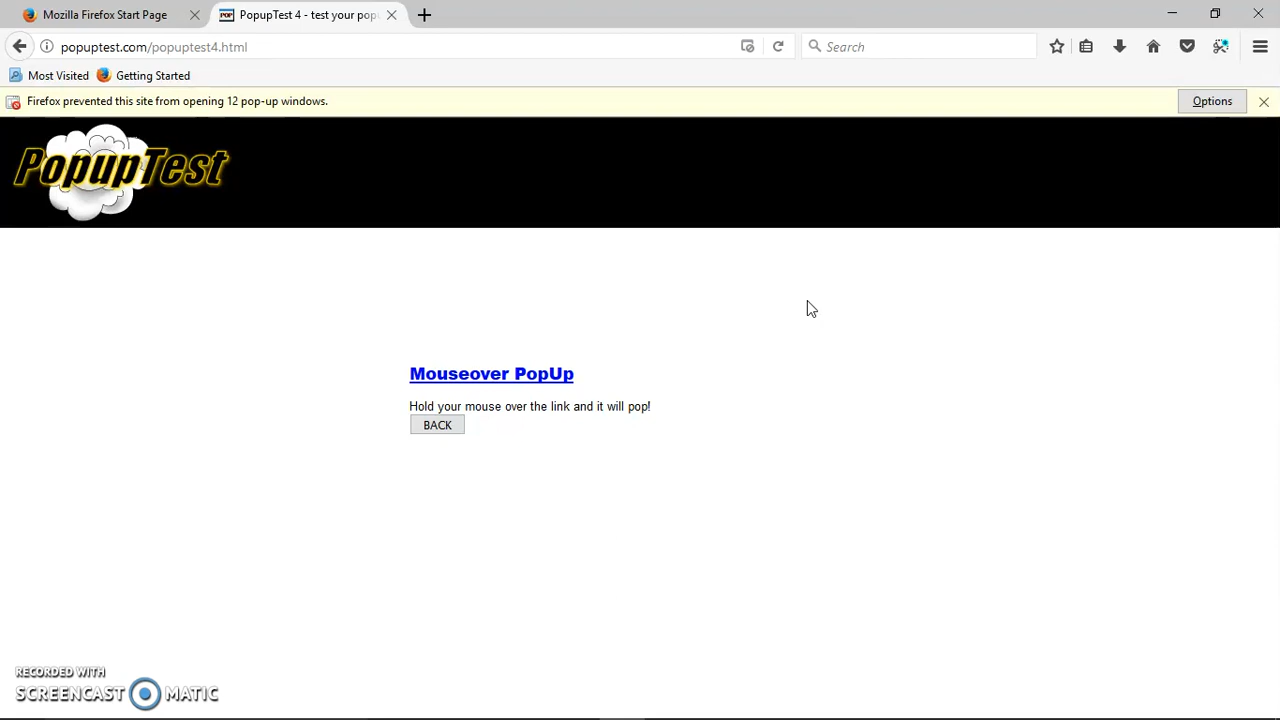 Mozilla Firefox Start Page
POP PopupTest 4 - test your popu
popuptest.com/popuptest4.html
Search
Most Visited Getting Started
Firefox prevented this site from opening 12 pop-up windows.
Options
PopupTest
Mouseover PopUp
Hold your mouse over the link and it will pop!
BACK
RECORDED WITH
SCREENCAST MATIC